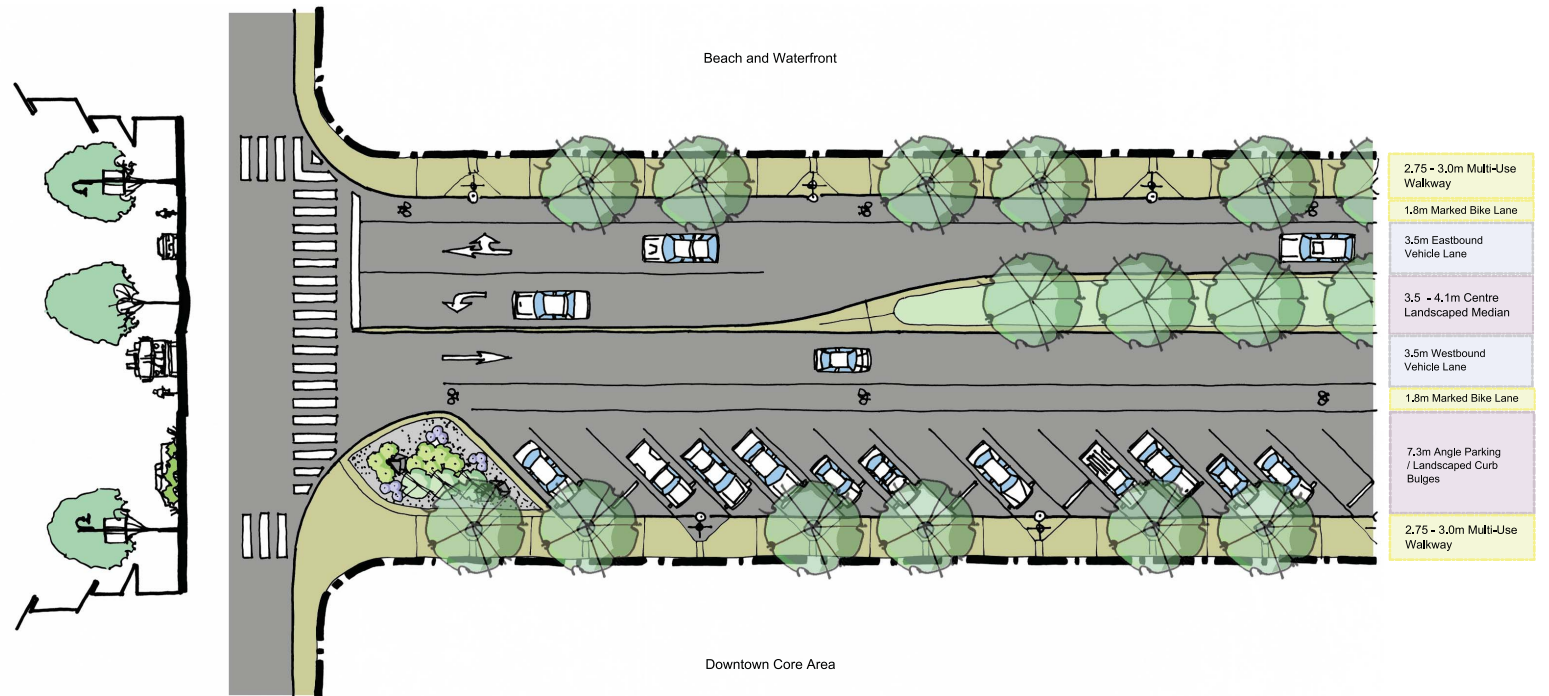 Beach and Waterfront
2.75 - 3.0m Multi-Use
Walkway
1.8m Marked Bike Lane
3.5m Eastbound
Vehicle Lane
3.5 - 4.1m Centre
Landscaped Median
3.5m Westbound
Vehicle Lane
1.8m Marked Bike Lane
7.3m Angle Parking
/ Landscaped Curb
Bulges
2.75 - 3.0m Multi-Use
Walkway
Downtown Core Area